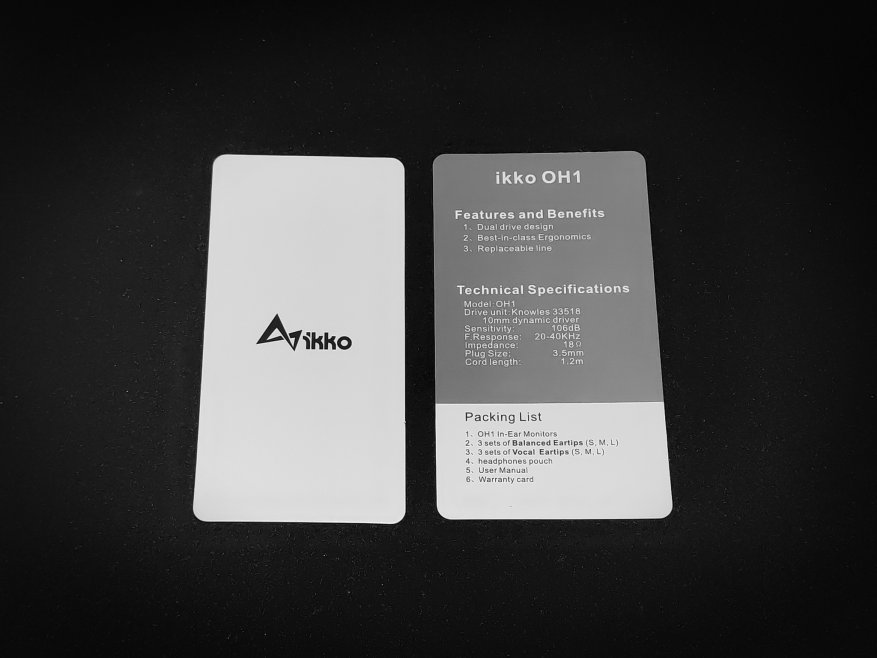 ikko
ikko OH1
Features and Benefits
1、 Dual drive design
2、 Best-in-class Ergonomics
3、 Replaceable line
Technical Specifications
Model:OH1
Drive unit:Knowles 33518
10mm dynamic driver
Sensitivity: 106dB
F.Response: 20-40KHz
Impedance: 18Ω
Plug Size: 3.5mm
Cord length: 1.2m
Packing List
1、 OH1 In-Ear Monitors
2、 3 sets of Balanced Eartips (S, M, L)
3、 3 sets of Vocal Eartips (S, M, L)
4、 headphones pouch
5、 User Manual
6、 Warranty card